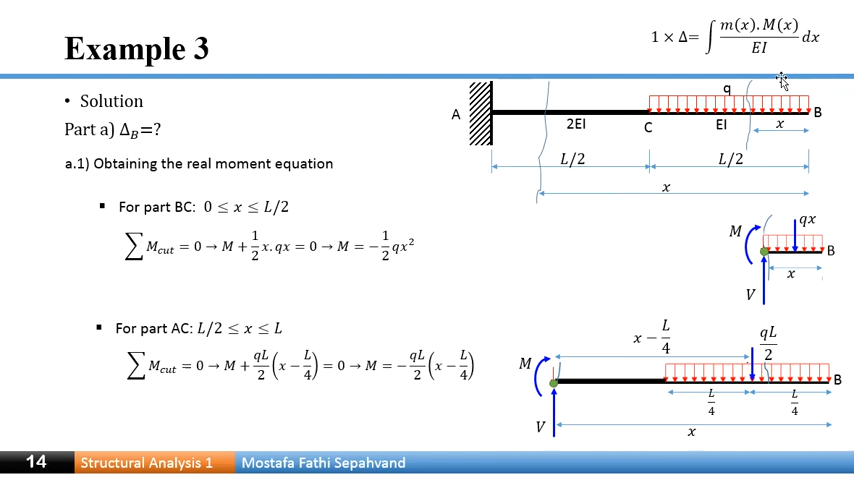 Example 3
1 × Δ= ∫ m(x). M(x) / EI dx
• Solution
Part a) Δ_B=?
a.1) Obtaining the real moment equation
▪ For part BC: 0 ≤ x ≤ L/2
∑ M_cut = 0 → M + 1/2 x. qx = 0 → M = − 1/2 qx²
▪ For part AC: L/2 ≤ x ≤ L
∑ M_cut = 0 → M + qL/2 (x − L/4) = 0 → M = − qL/2 (x − L/4)
q
A
B
2EI
C
EI
x
L/2
L/2
x
qx
M
B
x
V
x − L/4
qL/2
M
B
L/4
L/4
V
x
14
Structural Analysis 1
Mostafa Fathi Sepahvand